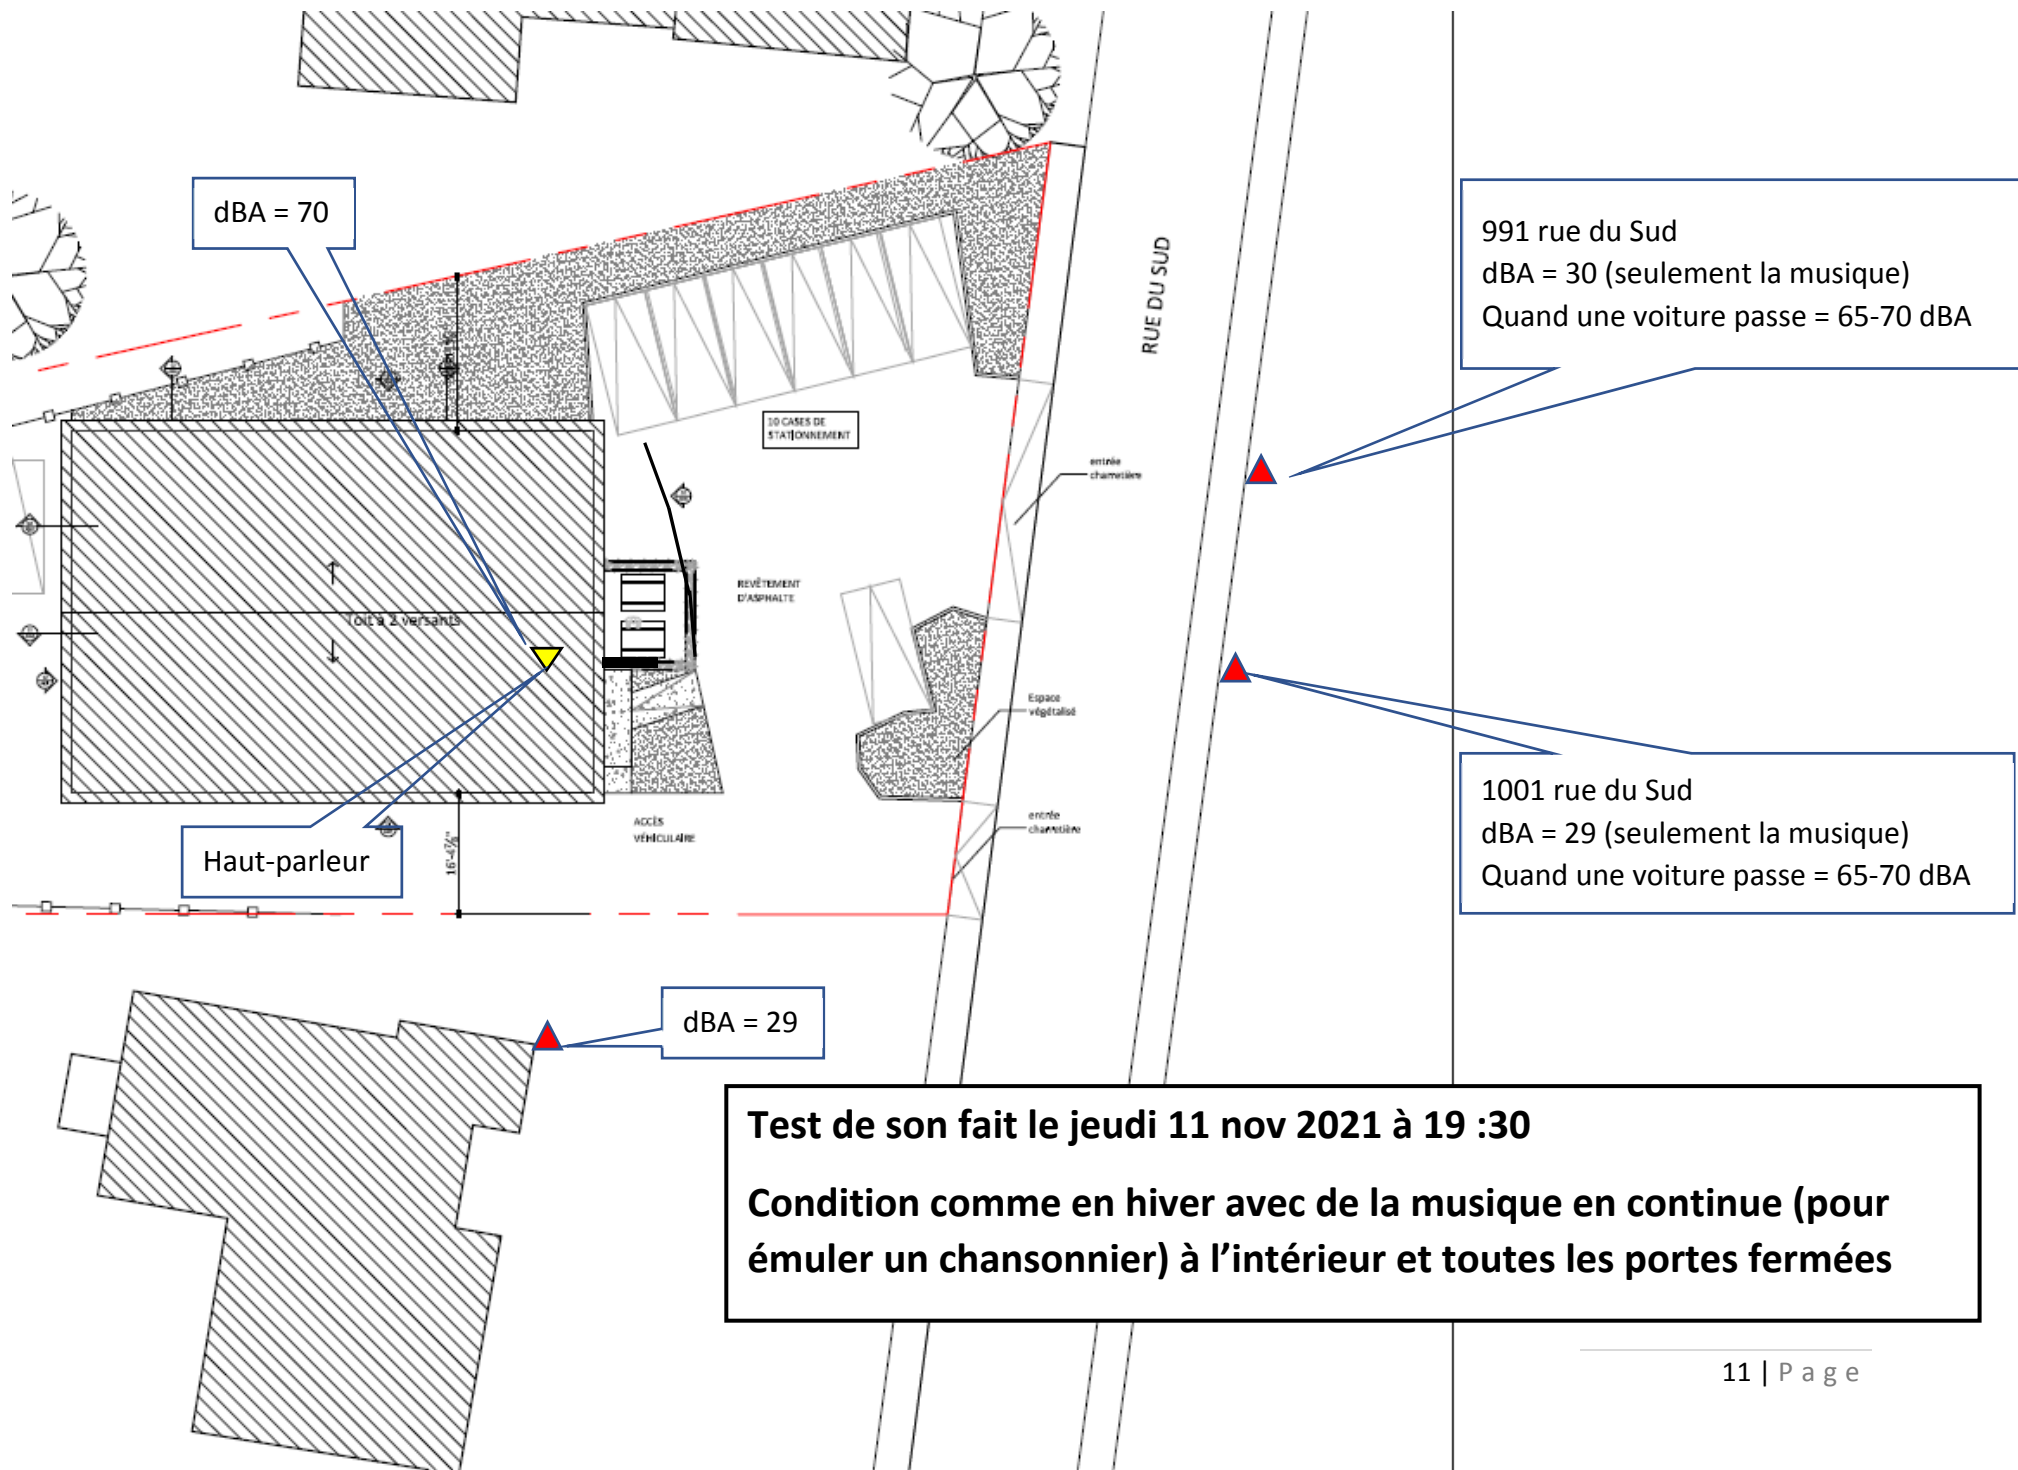 dBA = 70
991 rue du Sud
dBA = 30 (seulement la musique)
Quand une voiture passe = 65-70 dBA
RUE DU SUD
10 CASES DE
STATIONNEMENT
entrée
charretière
REVÊTEMENT
D'ASPHALTE
Toit à 2 versants
Espace
végétalisé
1001 rue du Sud
dBA = 29 (seulement la musique)
Quand une voiture passe = 65-70 dBA
entrée
charretière
ACCÈS
VÉHICULAIRE
Haut-parleur
16'-4⅞"
dBA = 29
Test de son fait le jeudi 11 nov 2021 à 19 :30
Condition comme en hiver avec de la musique en continue (pour
émuler un chansonnier) à l'intérieur et toutes les portes fermées
11 | Page